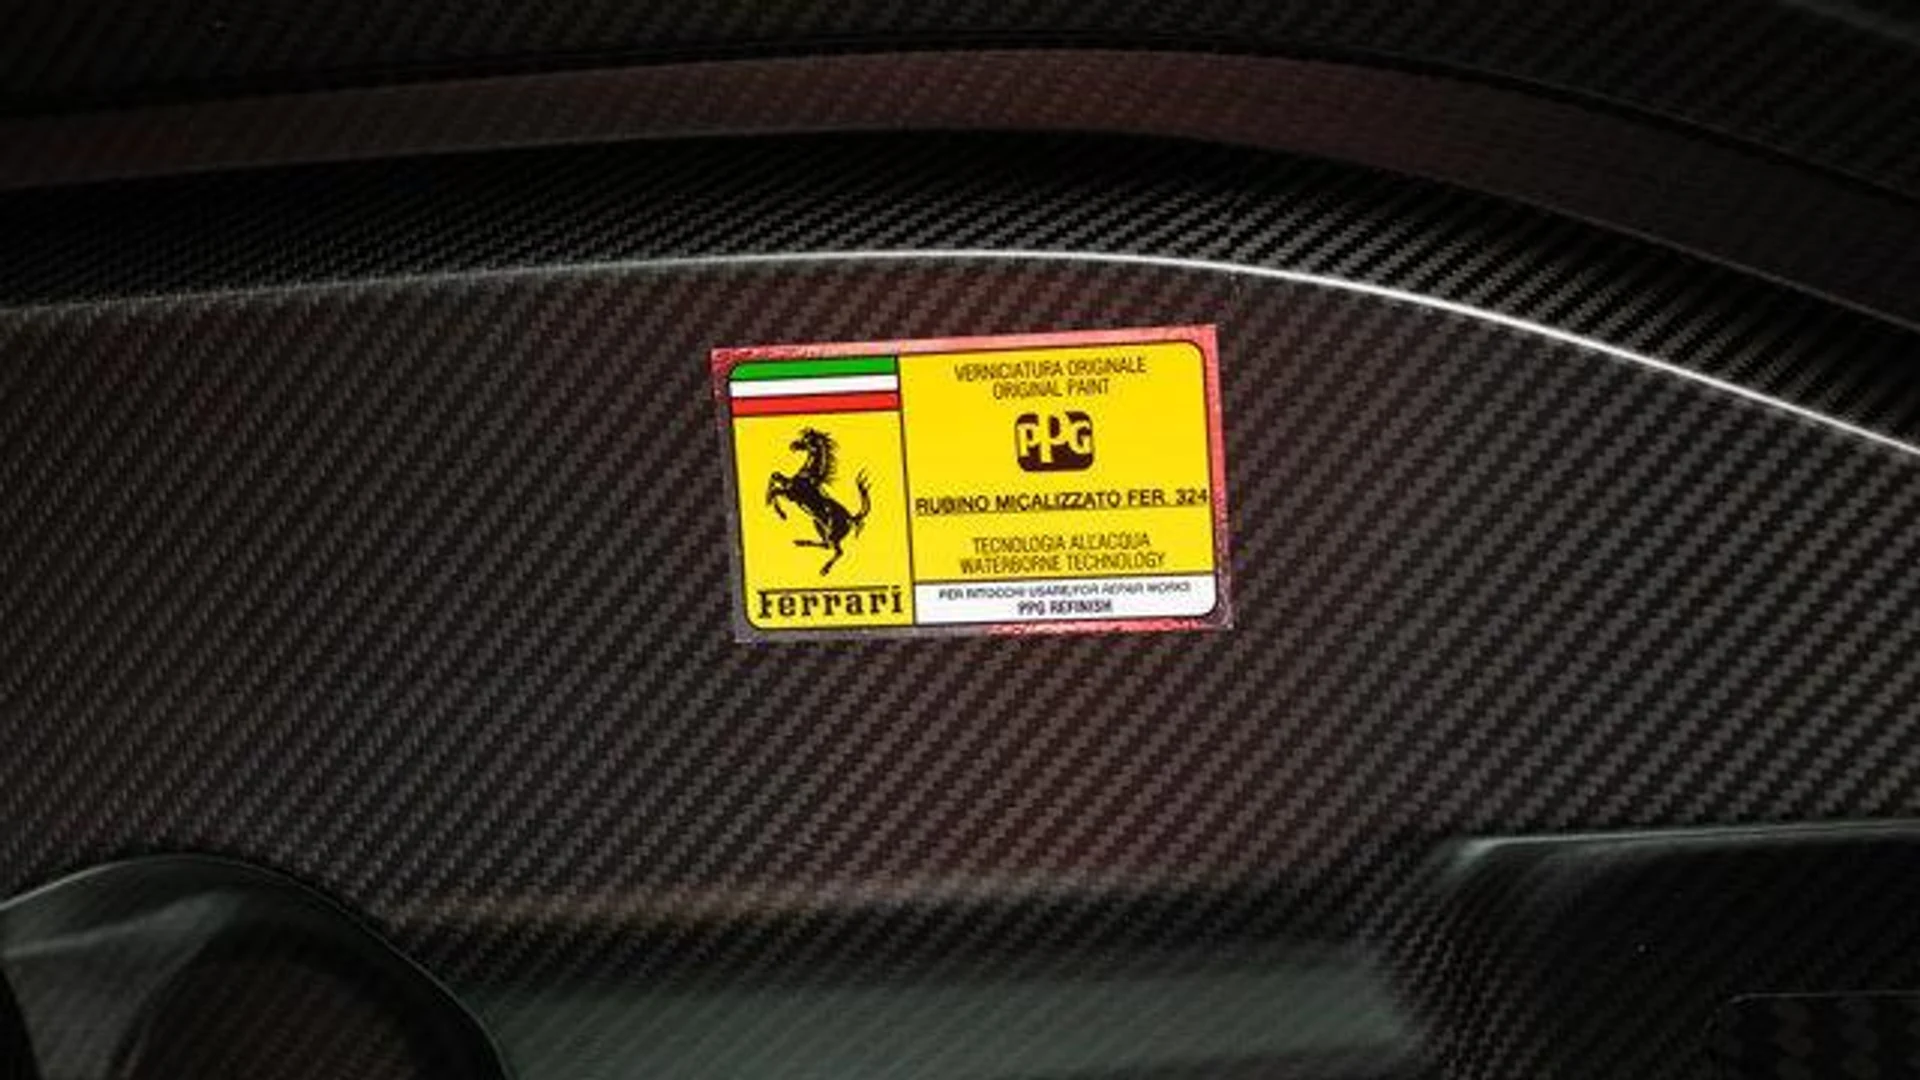 VERNICIATURA ORIGINALE
ORIGINAL PAINT
PPG
RUBINO MICALIZZATO FER. 324
TECNOLOGIA ALL'ACQUA
WATERBORNE TECHNOLOGY
PER RITOCCHI USARE/FOR REPAIR WORKS
PPG REFINISH
Ferrari